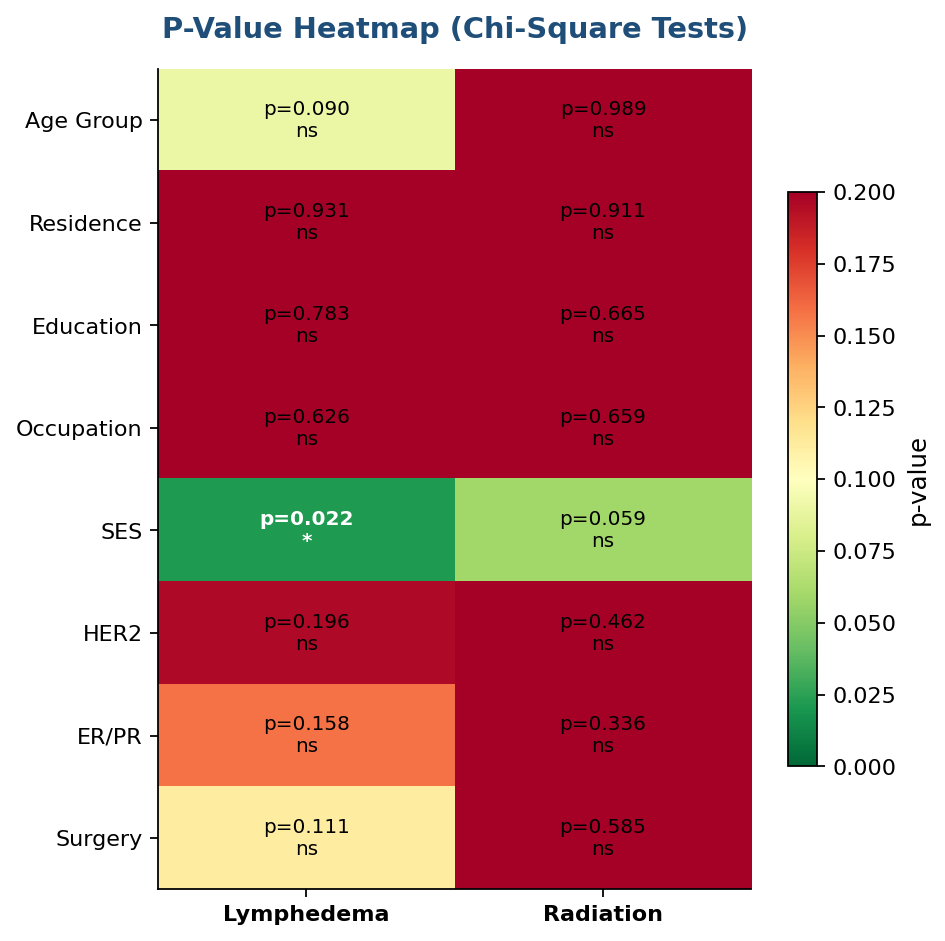 P-Value Heatmap (Chi-Square Tests)
Age Group
p=0.090
ns
p=0.989
ns
Residence
p=0.931
ns
p=0.911
ns
Education
p=0.783
ns
p=0.665
ns
Occupation
p=0.626
ns
p=0.659
ns
SES
p=0.022
*
p=0.059
ns
HER2
p=0.196
ns
p=0.462
ns
ER/PR
p=0.158
ns
p=0.336
ns
Surgery
p=0.111
ns
p=0.585
ns
Lymphedema
Radiation
0.200
0.175
0.150
0.125
0.100
0.075
0.050
0.025
0.000
p-value